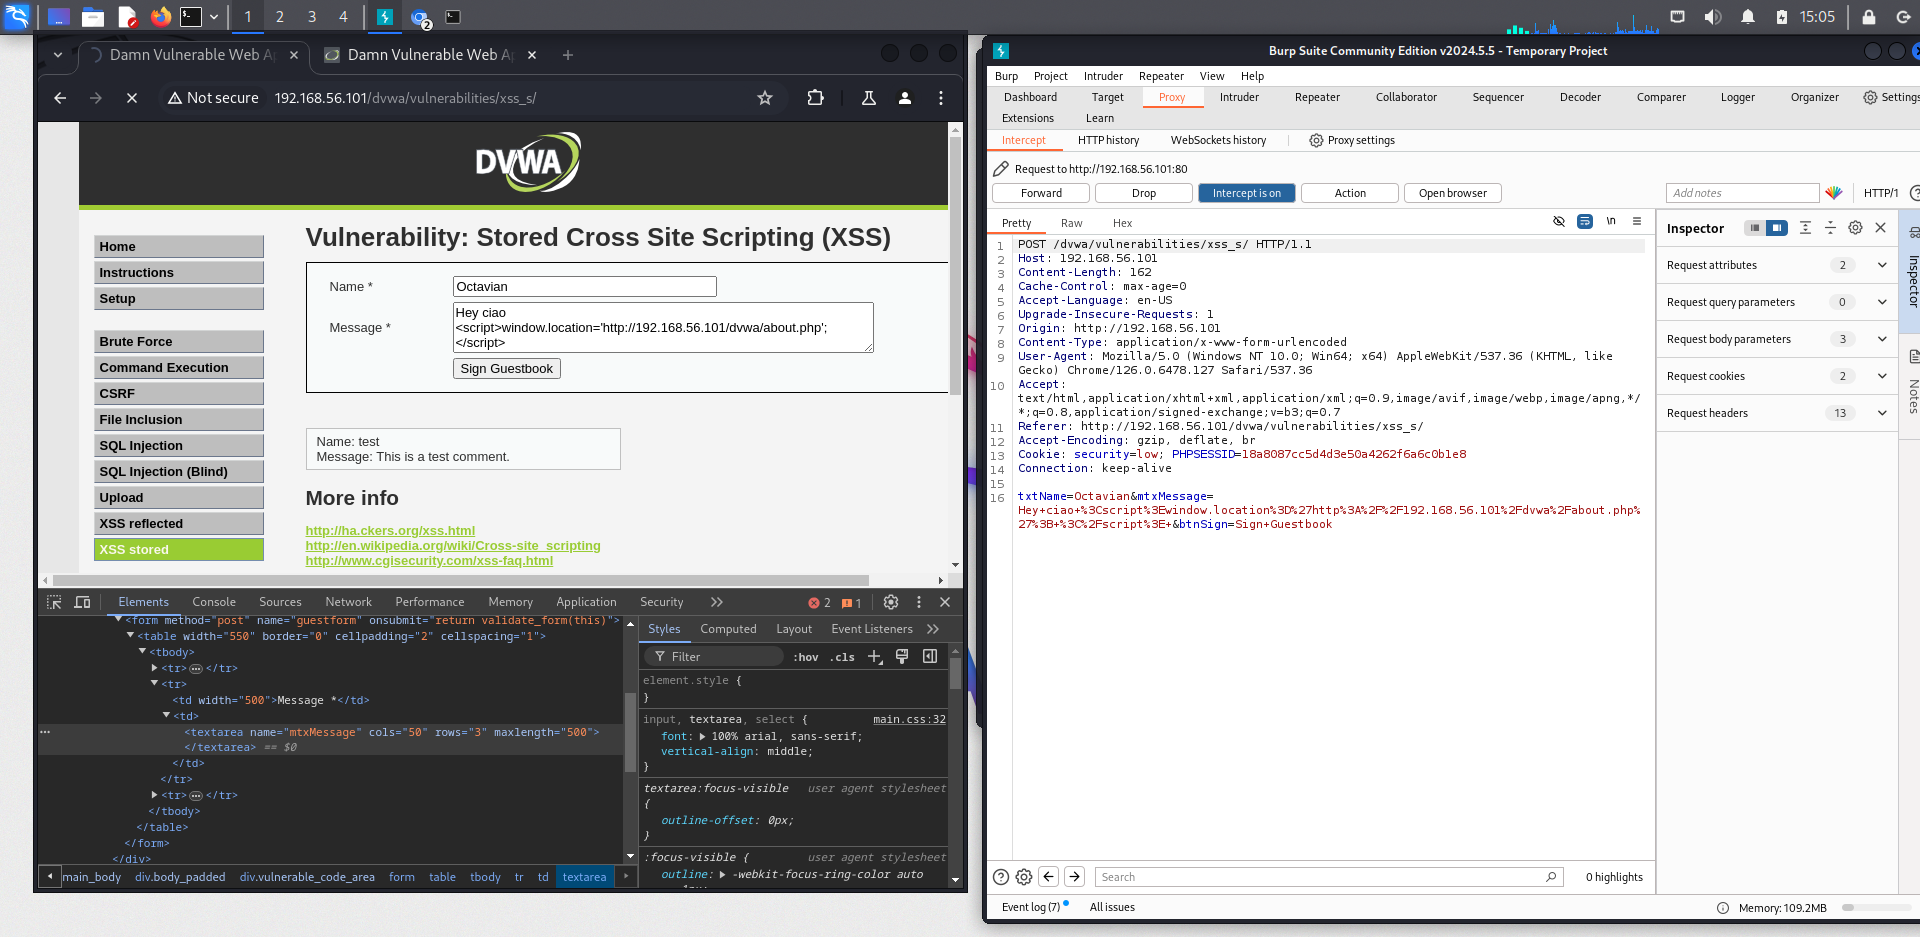 1 2 3 4
2
15:05
Damn Vulnerable Web Ap
Damn Vulnerable Web Ap
Not secure 192.168.56.101/dvwa/vulnerabilities/xss_s/
DVWA
Home
Instructions
Setup
Brute Force
Command Execution
CSRF
File Inclusion
SQL Injection
SQL Injection (Blind)
Upload
XSS reflected
XSS stored
Vulnerability: Stored Cross Site Scripting (XSS)
Name * Octavian
Message *
Hey ciao
<script>window.location='http://192.168.56.101/dvwa/about.php';
</script>
Sign Guestbook
Name: test
Message: This is a test comment.
More info
http://ha.ckers.org/xss.html
http://en.wikipedia.org/wiki/Cross-site_scripting
http://www.cgisecurity.com/xss-faq.html
Elements Console Sources Network Performance Memory Application Security 2 1
<form method="post" name="guestform" onsubmit="return validate_form(this)">
<table width="550" border="0" cellpadding="2" cellspacing="1">
<tbody>
<tr> </tr>
<tr>
<td width="500">Message *</td>
<td>
<textarea name="mtxMessage" cols="50" rows="3" maxlength="500">
</textarea> == $0
</td>
</tr>
<tr> </tr>
</tbody>
</table>
</form>
</div>
main_body div.body_padded div.vulnerable_code_area form table tbody tr td textarea
Styles Computed Layout Event Listeners
Filter :hov .cls
element.style {
}
input, textarea, select { main.css:32
font: 100% arial, sans-serif;
vertical-align: middle;
}
textarea:focus-visible user agent stylesheet
{
outline-offset: 0px;
}
:focus-visible { user agent stylesheet
outline: -webkit-focus-ring-color auto
Burp Suite Community Edition v2024.5.5 - Temporary Project
Burp Project Intruder Repeater View Help
Dashboard Target Proxy Intruder Repeater Collaborator Sequencer Decoder Comparer Logger Organizer Settings
Extensions Learn
Intercept HTTP history WebSockets history Proxy settings
Request to http://192.168.56.101:80
Forward Drop Intercept is on Action Open browser Add notes HTTP/1
Pretty Raw Hex \n
1 POST /dvwa/vulnerabilities/xss_s/ HTTP/1.1
2 Host: 192.168.56.101
3 Content-Length: 162
4 Cache-Control: max-age=0
5 Accept-Language: en-US
6 Upgrade-Insecure-Requests: 1
7 Origin: http://192.168.56.101
8 Content-Type: application/x-www-form-urlencoded
9 User-Agent: Mozilla/5.0 (Windows NT 10.0; Win64; x64) AppleWebKit/537.36 (KHTML, like
Gecko) Chrome/126.0.6478.127 Safari/537.36
10 Accept:
text/html,application/xhtml+xml,application/xml;q=0.9,image/avif,image/webp,image/apng,*/
*;q=0.8,application/signed-exchange;v=b3;q=0.7
11 Referer: http://192.168.56.101/dvwa/vulnerabilities/xss_s/
12 Accept-Encoding: gzip, deflate, br
13 Cookie: security=low; PHPSESSID=18a8087cc5d4d3e50a4262f6a6c0b1e8
14 Connection: keep-alive
15
16 txtName=Octavian&mtxMessage=
Hey+ciao+%3Cscript%3Ewindow.location%3D%27http%3A%2F%2F192.168.56.101%2Fdvwa%2Fabout.php%
27%3B+%3C%2Fscript%3E+&btnSign=Sign+Guestbook
Search 0 highlights
Event log (7) All issues Memory: 109.2MB
Inspector
Request attributes 2
Request query parameters 0
Request body parameters 3
Request cookies 2
Request headers 13
Inspector
Notes